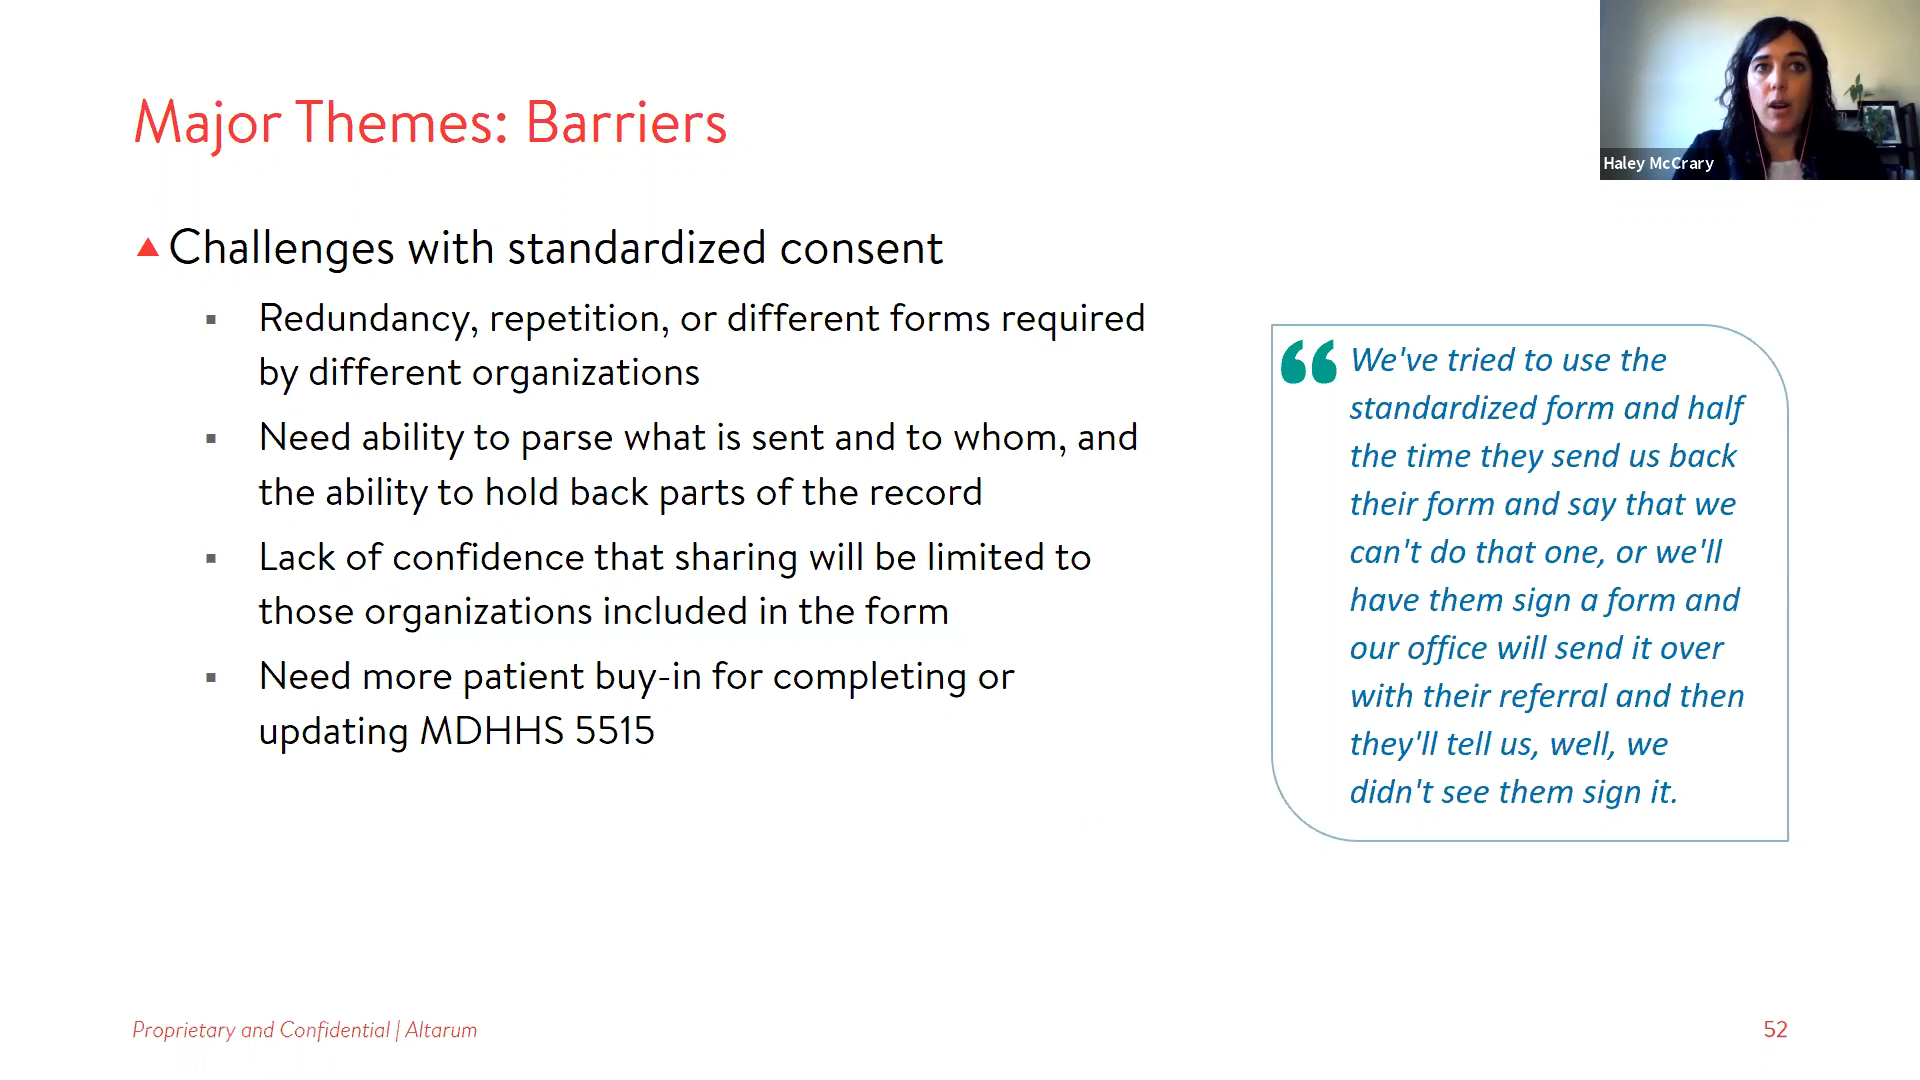 Haley McCrary
Major Themes: Barriers
Challenges with standardized consent
Redundancy, repetition, or different forms required
by different organizations
Need ability to parse what is sent and to whom, and
the ability to hold back parts of the record
Lack of confidence that sharing will be limited to
those organizations included in the form
Need more patient buy-in for completing or
updating MDHHS 5515
“We've tried to use the
standardized form and half
the time they send us back
their form and say that we
can't do that one, or we'll
have them sign a form and
our office will send it over
with their referral and then
they'll tell us, well, we
didn't see them sign it.
Proprietary and Confidential | Altarum
52